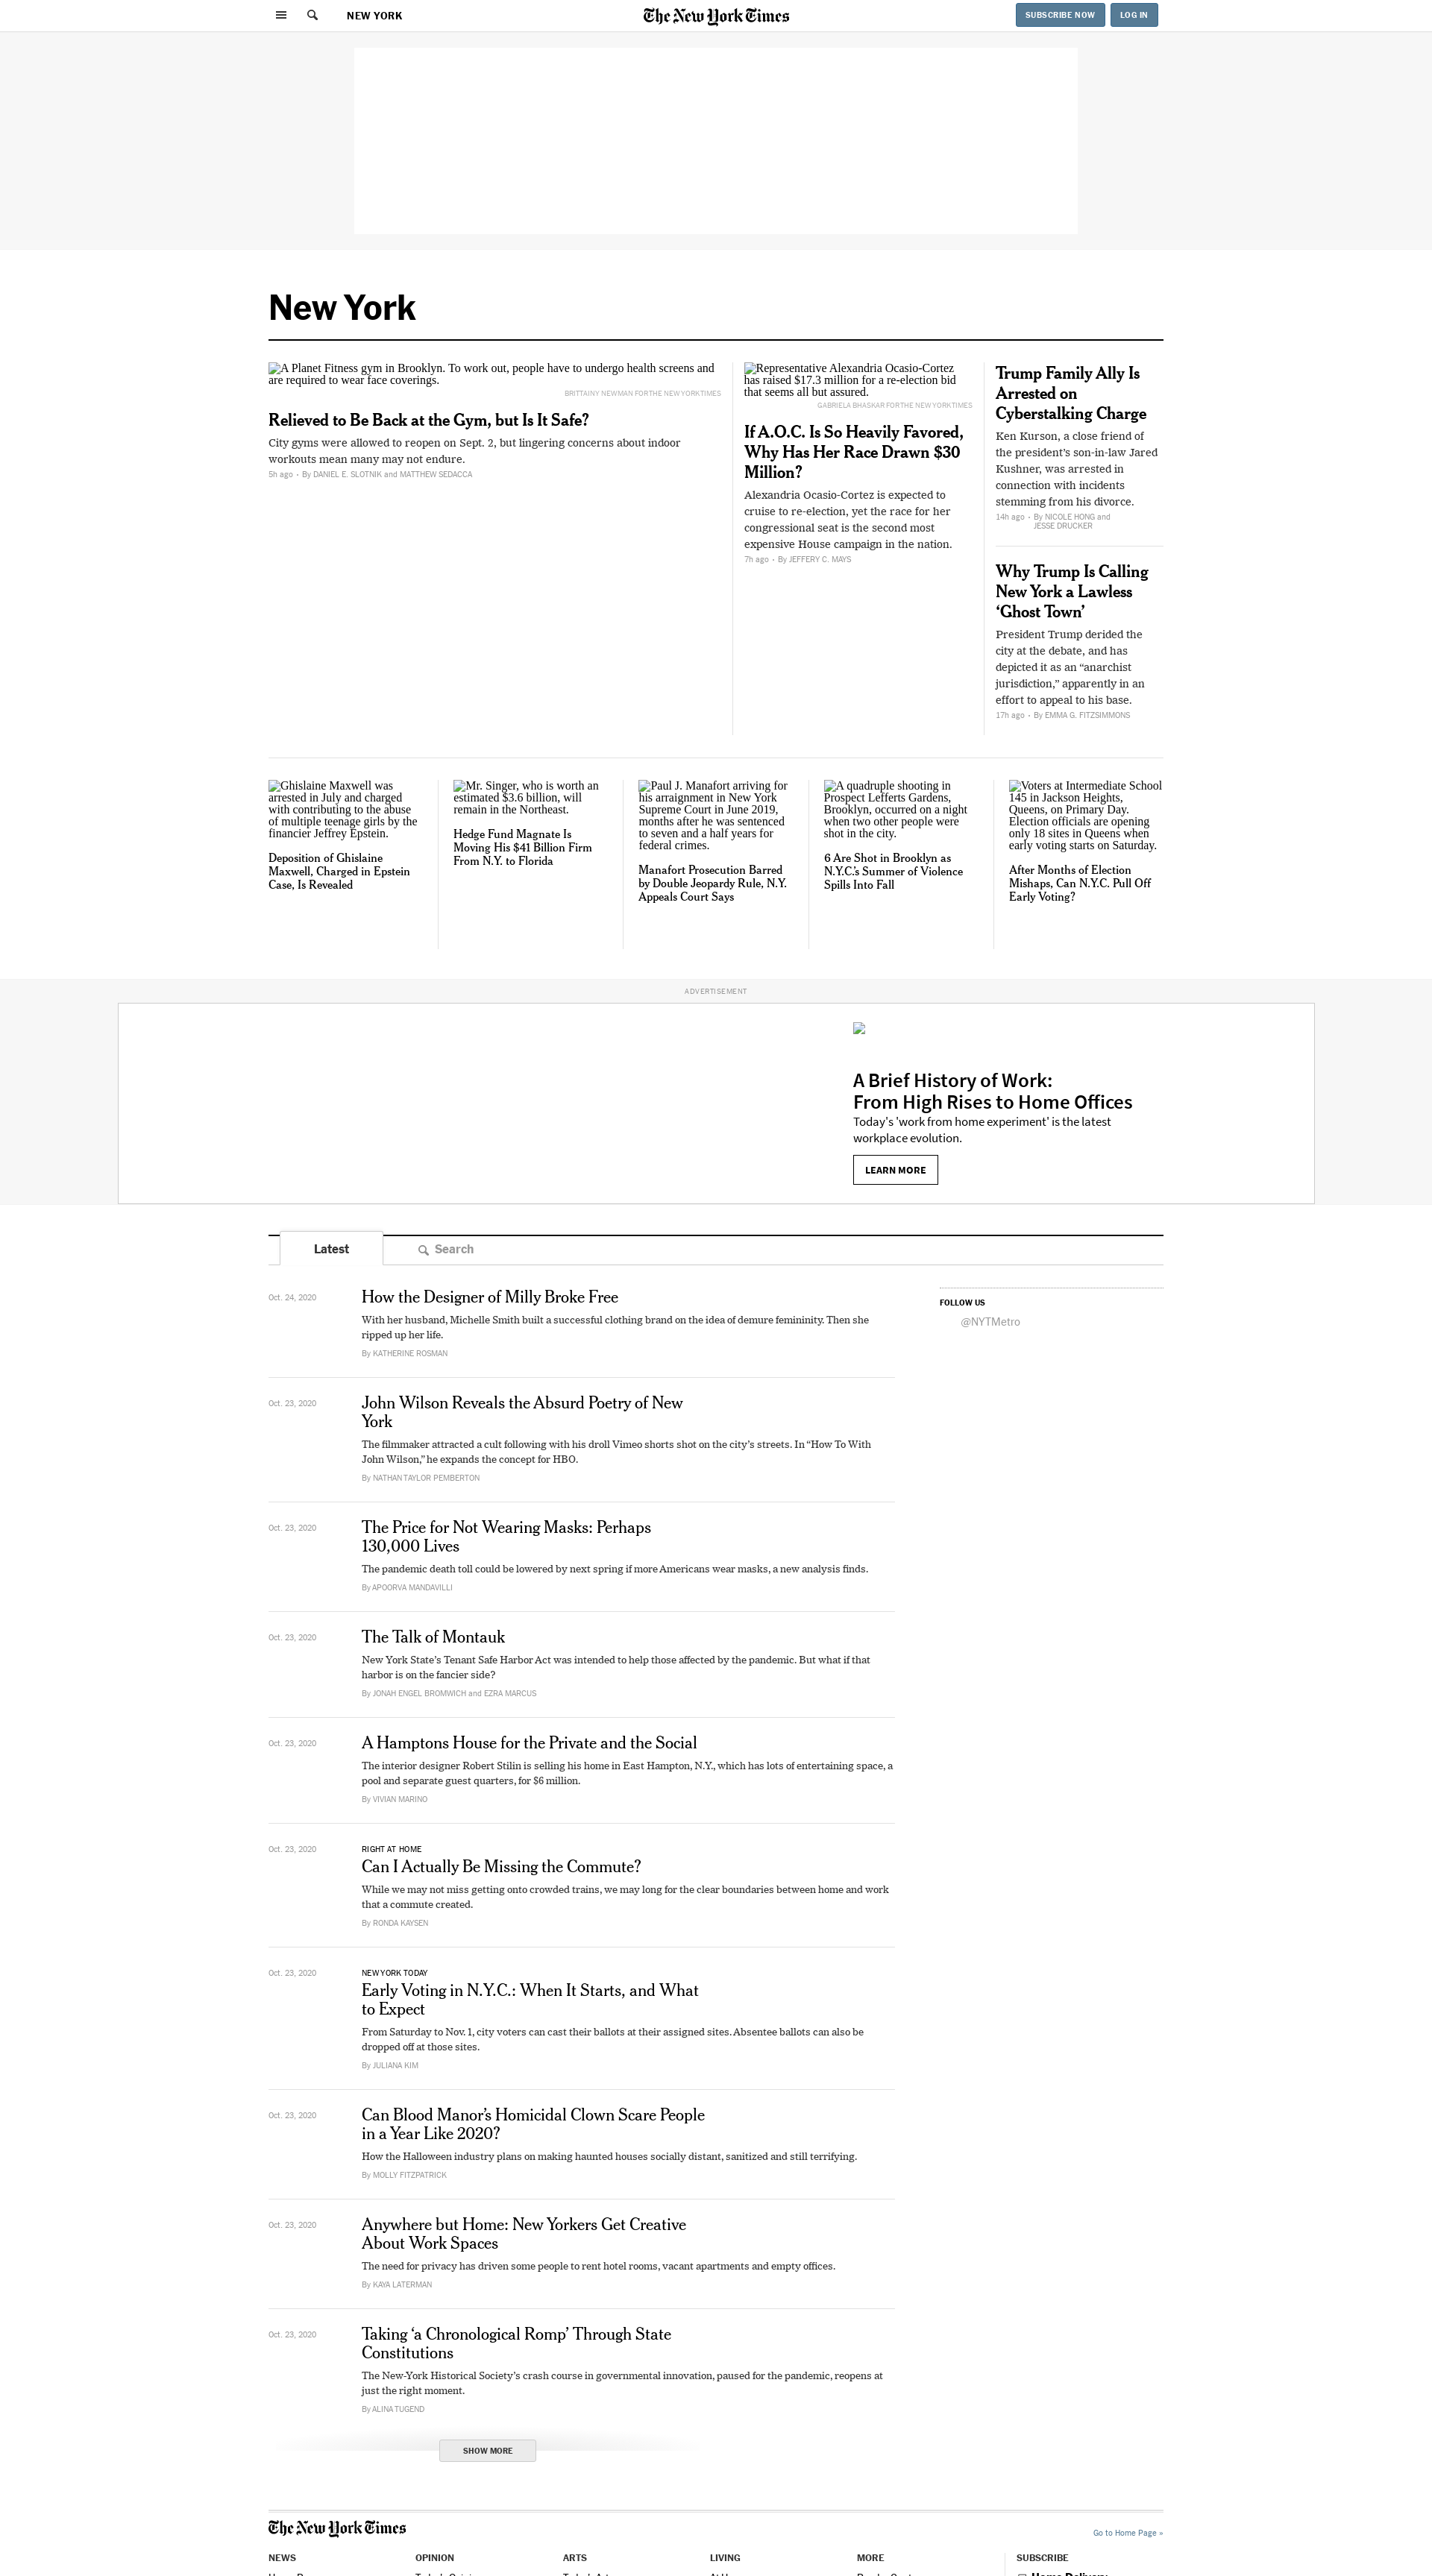 NEW YORK
The New York Times
SUBSCRIBE NOW
LOG IN
New York
A Planet Fitness gym in Brooklyn. To work out, people have to undergo health screens and
are required to wear face coverings.
BRITTAINY NEWMAN FOR THE NEW YORK TIMES
Relieved to Be Back at the Gym, but Is It Safe?
City gyms were allowed to reopen on Sept. 2, but lingering concerns about indoor
workouts mean many may not endure.
5h ago • By DANIEL E. SLOTNIK and MATTHEW SEDACCA
Representative Alexandria Ocasio-Cortez
has raised $17.3 million for a re-election bid
that seems all but assured.
GABRIELA BHASKAR FOR THE NEW YORK TIMES
If A.O.C. Is So Heavily Favored,
Why Has Her Race Drawn $30
Million?
Alexandria Ocasio-Cortez is expected to
cruise to re-election, yet the race for her
congressional seat is the second most
expensive House campaign in the nation.
7h ago • By JEFFERY C. MAYS
Trump Family Ally Is
Arrested on
Cyberstalking Charge
Ken Kurson, a close friend of
the president’s son-in-law Jared
Kushner, was arrested in
connection with incidents
stemming from his divorce.
14h ago • By NICOLE HONG and
JESSE DRUCKER
Why Trump Is Calling
New York a Lawless
‘Ghost Town’
President Trump derided the
city at the debate, and has
depicted it as an “anarchist
jurisdiction,” apparently in an
effort to appeal to his base.
17h ago • By EMMA G. FITZSIMMONS
Ghislaine Maxwell was
arrested in July and charged
with contributing to the abuse
of multiple teenage girls by the
financier Jeffrey Epstein.
Deposition of Ghislaine
Maxwell, Charged in Epstein
Case, Is Revealed
Mr. Singer, who is worth an
estimated $3.6 billion, will
remain in the Northeast.
Hedge Fund Magnate Is
Moving His $41 Billion Firm
From N.Y. to Florida
Paul J. Manafort arriving for
his arraignment in New York
Supreme Court in June 2019,
months after he was sentenced
to seven and a half years for
federal crimes.
Manafort Prosecution Barred
by Double Jeopardy Rule, N.Y.
Appeals Court Says
A quadruple shooting in
Prospect Lefferts Gardens,
Brooklyn, occurred on a night
when two other people were
shot in the city.
6 Are Shot in Brooklyn as
N.Y.C.’s Summer of Violence
Spills Into Fall
Voters at Intermediate School
145 in Jackson Heights,
Queens, on Primary Day.
Election officials are opening
only 18 sites in Queens when
early voting starts on Saturday.
After Months of Election
Mishaps, Can N.Y.C. Pull Off
Early Voting?
ADVERTISEMENT
A Brief History of Work:
From High Rises to Home Offices
Today's 'work from home experiment' is the latest
workplace evolution.
LEARN MORE
Latest
Search
Oct. 24, 2020
How the Designer of Milly Broke Free
With her husband, Michelle Smith built a successful clothing brand on the idea of demure femininity. Then she
ripped up her life.
By KATHERINE ROSMAN
FOLLOW US
@NYTMetro
Oct. 23, 2020
John Wilson Reveals the Absurd Poetry of New
York
The filmmaker attracted a cult following with his droll Vimeo shorts shot on the city’s streets. In “How To With
John Wilson,” he expands the concept for HBO.
By NATHAN TAYLOR PEMBERTON
Oct. 23, 2020
The Price for Not Wearing Masks: Perhaps
130,000 Lives
The pandemic death toll could be lowered by next spring if more Americans wear masks, a new analysis finds.
By APOORVA MANDAVILLI
Oct. 23, 2020
The Talk of Montauk
New York State’s Tenant Safe Harbor Act was intended to help those affected by the pandemic. But what if that
harbor is on the fancier side?
By JONAH ENGEL BROMWICH and EZRA MARCUS
Oct. 23, 2020
A Hamptons House for the Private and the Social
The interior designer Robert Stilin is selling his home in East Hampton, N.Y., which has lots of entertaining space, a
pool and separate guest quarters, for $6 million.
By VIVIAN MARINO
Oct. 23, 2020
RIGHT AT HOME
Can I Actually Be Missing the Commute?
While we may not miss getting onto crowded trains, we may long for the clear boundaries between home and work
that a commute created.
By RONDA KAYSEN
Oct. 23, 2020
NEW YORK TODAY
Early Voting in N.Y.C.: When It Starts, and What
to Expect
From Saturday to Nov. 1, city voters can cast their ballots at their assigned sites. Absentee ballots can also be
dropped off at those sites.
By JULIANA KIM
Oct. 23, 2020
Can Blood Manor’s Homicidal Clown Scare People
in a Year Like 2020?
How the Halloween industry plans on making haunted houses socially distant, sanitized and still terrifying.
By MOLLY FITZPATRICK
Oct. 23, 2020
Anywhere but Home: New Yorkers Get Creative
About Work Spaces
The need for privacy has driven some people to rent hotel rooms, vacant apartments and empty offices.
By KAYA LATERMAN
Oct. 23, 2020
Taking ‘a Chronological Romp’ Through State
Constitutions
The New-York Historical Society’s crash course in governmental innovation, paused for the pandemic, reopens at
just the right moment.
By ALINA TUGEND
SHOW MORE
The New York Times
Go to Home Page »
NEWS
OPINION
ARTS
LIVING
MORE
SUBSCRIBE